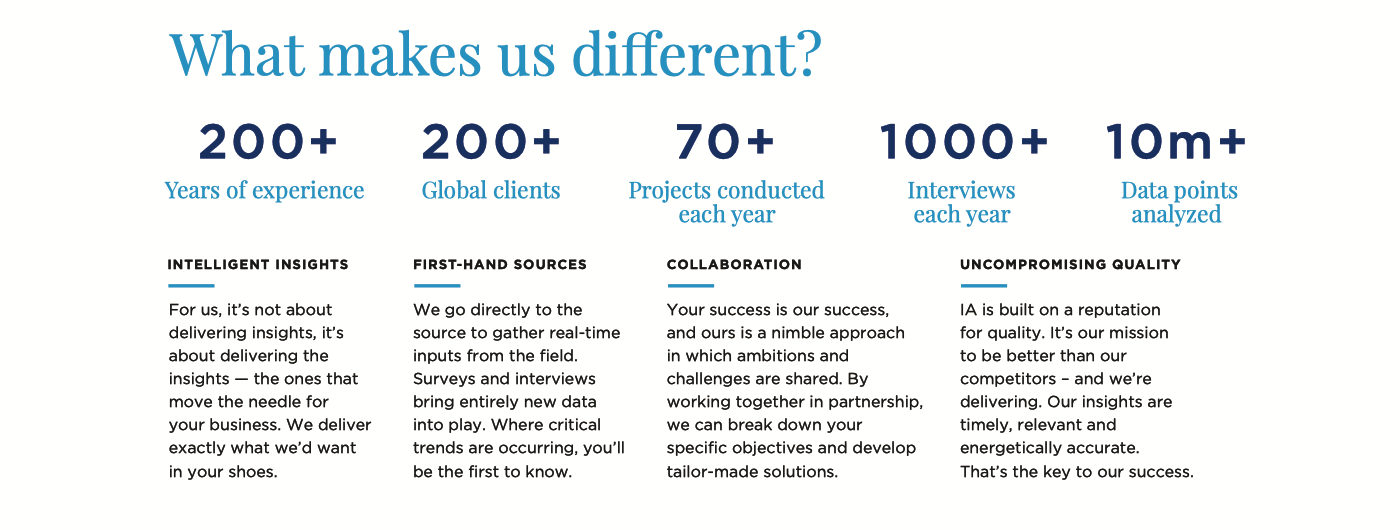 What makes us different?
200+
Years of experience
200+
Global clients
70+
Projects conducted
each year
1000+
Interviews
each year
10m+
Data points
analyzed
INTELLIGENT INSIGHTS
For us, it’s not about
delivering insights, it’s
about delivering the
insights — the ones that
move the needle for
your business. We deliver
exactly what we’d want
in your shoes.
FIRST-HAND SOURCES
We go directly to the
source to gather real-time
inputs from the field.
Surveys and interviews
bring entirely new data
into play. Where critical
trends are occurring, you’ll
be the first to know.
COLLABORATION
Your success is our success,
and ours is a nimble approach
in which ambitions and
challenges are shared. By
working together in partnership,
we can break down your
specific objectives and develop
tailor-made solutions.
UNCOMPROMISING QUALITY
IA is built on a reputation
for quality. It’s our mission
to be better than our
competitors – and we’re
delivering. Our insights are
timely, relevant and
energetically accurate.
That’s the key to our success.